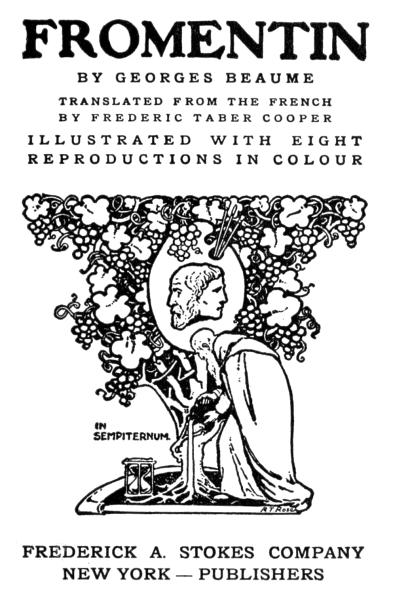 FROMENTIN
BY GEORGES BEAUME
TRANSLATED FROM THE FRENCH
BY FREDERIC TABER COOPER
ILLUSTRATED WITH EIGHT
REPRODUCTIONS IN COLOUR
IN
SEMPITERNUM.
FREDERICK A. STOKES COMPANY
NEW YORK — PUBLISHERS